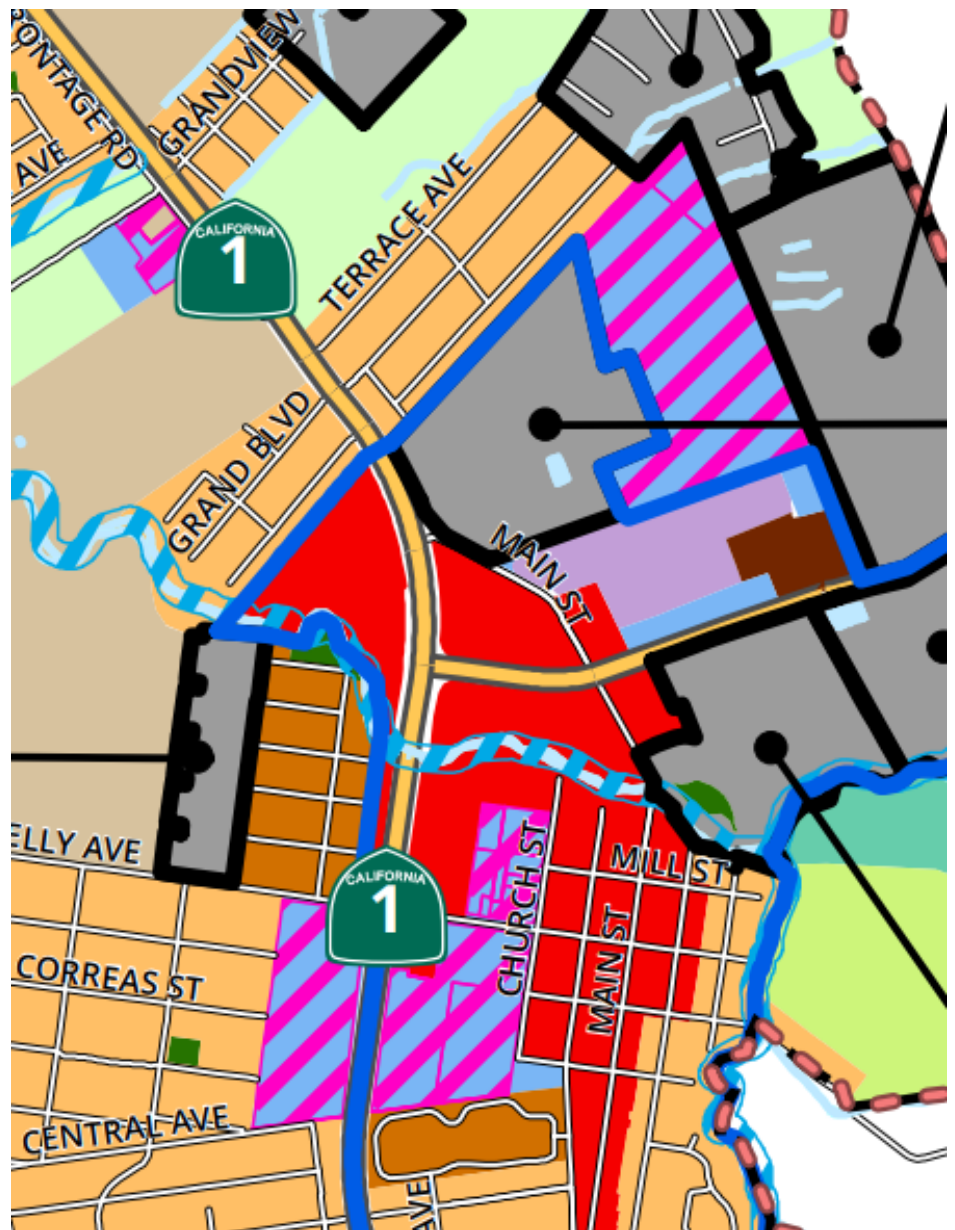 RONTAGE RD
GRANDVIEW
AVE
TERRACE AVE
CALIFORNIA
1
GRAND BLVD
MAIN ST
ELLY AVE
MILL ST
CHURCH ST
CALIFORNIA
1
MAIN ST
CORREAS ST
CENTRAL AVE
AVE